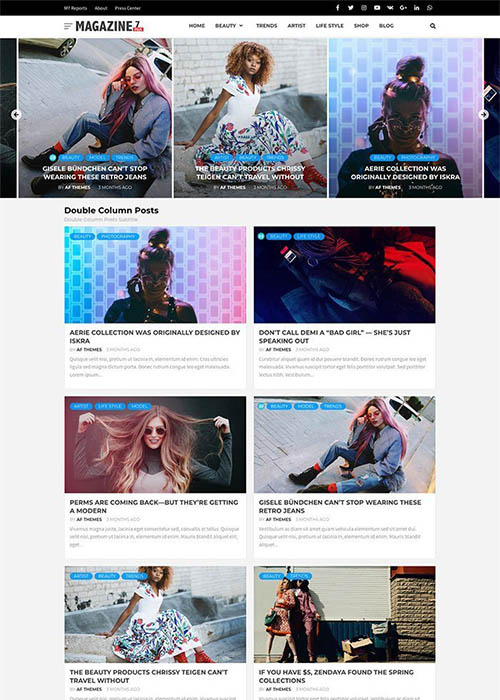 M7 Reports About Press Center
MAGAZINE 7
HOME BEAUTY TRENDS ARTIST LIFE STYLE SHOP BLOG
BEAUTY MODEL TRENDS
GISELE BÜNDCHEN CAN'T STOP
WEARING THESE RETRO JEANS
BY AF THEMES 3 MONTHS AGO
ARTIST BEAUTY TRENDS
THE BEAUTY PRODUCTS CHRISSY
TEIGEN CAN'T TRAVEL WITHOUT
BY AF THEMES 3 MONTHS AGO
BEAUTY PHOTOGRAPHY
AERIE COLLECTION WAS
ORIGINALLY DESIGNED BY ISKRA
BY AF THEMES 3 MONTHS AGO
Double Column Posts
Double Column Posts Subtitle
BEAUTY PHOTOGRAPHY
AERIE COLLECTION WAS ORIGINALLY DESIGNED BY
ISKRA
BY AF THEMES 3 MONTHS AGO
Quisque velit nisi, pretium ut lacinia in, elementum id enim. Cras ultricies
ligula sed magna dictum porta. Donec rutrum congue leo eget malesuada.
Lorem ipsum...
BEAUTY LIFE STYLE
DON'T CALL DEMI A “BAD GIRL” — SHE'S JUST
SPEAKING OUT
BY AF THEMES 3 MONTHS AGO
Curabitur aliquet quam id dui posuere blandit. Donec rutrum congue leo eget
malesuada. Vivamus suscipit tortor eget felis porttitor volutpat. Sed porttitor
lectus nibh. Vestibulum...
ARTIST LIFE STYLE MODEL
PERMS ARE COMING BACK—BUT THEY'RE GETTING
A MODERN
BY AF THEMES 3 MONTHS AGO
Vivamus magna justo, lacinia eget consectetur sed, convallis at tellus. Quisque
velit nisi, pretium ut lacinia in, elementum id enim. Mauris blandit aliquet elit,
eget...
BEAUTY MODEL TRENDS
GISELE BÜNDCHEN CAN'T STOP WEARING THESE
RETRO JEANS
BY AF THEMES 3 MONTHS AGO
Vestibulum ac diam sit amet quam vehicula elementum sed sit amet dui.
Quisque velit nisi, pretium ut lacinia in, elementum id enim. Mauris blandit
aliquet...
ARTIST BEAUTY TRENDS
THE BEAUTY PRODUCTS CHRISSY TEIGEN CAN'T
TRAVEL WITHOUT
BY AF THEMES 3 MONTHS AGO
BEAUTY TRENDS
IF YOU HAVE $5, ZENDAYA FOUND THE SPRING
COLLECTIONS
BY AF THEMES 3 MONTHS AGO